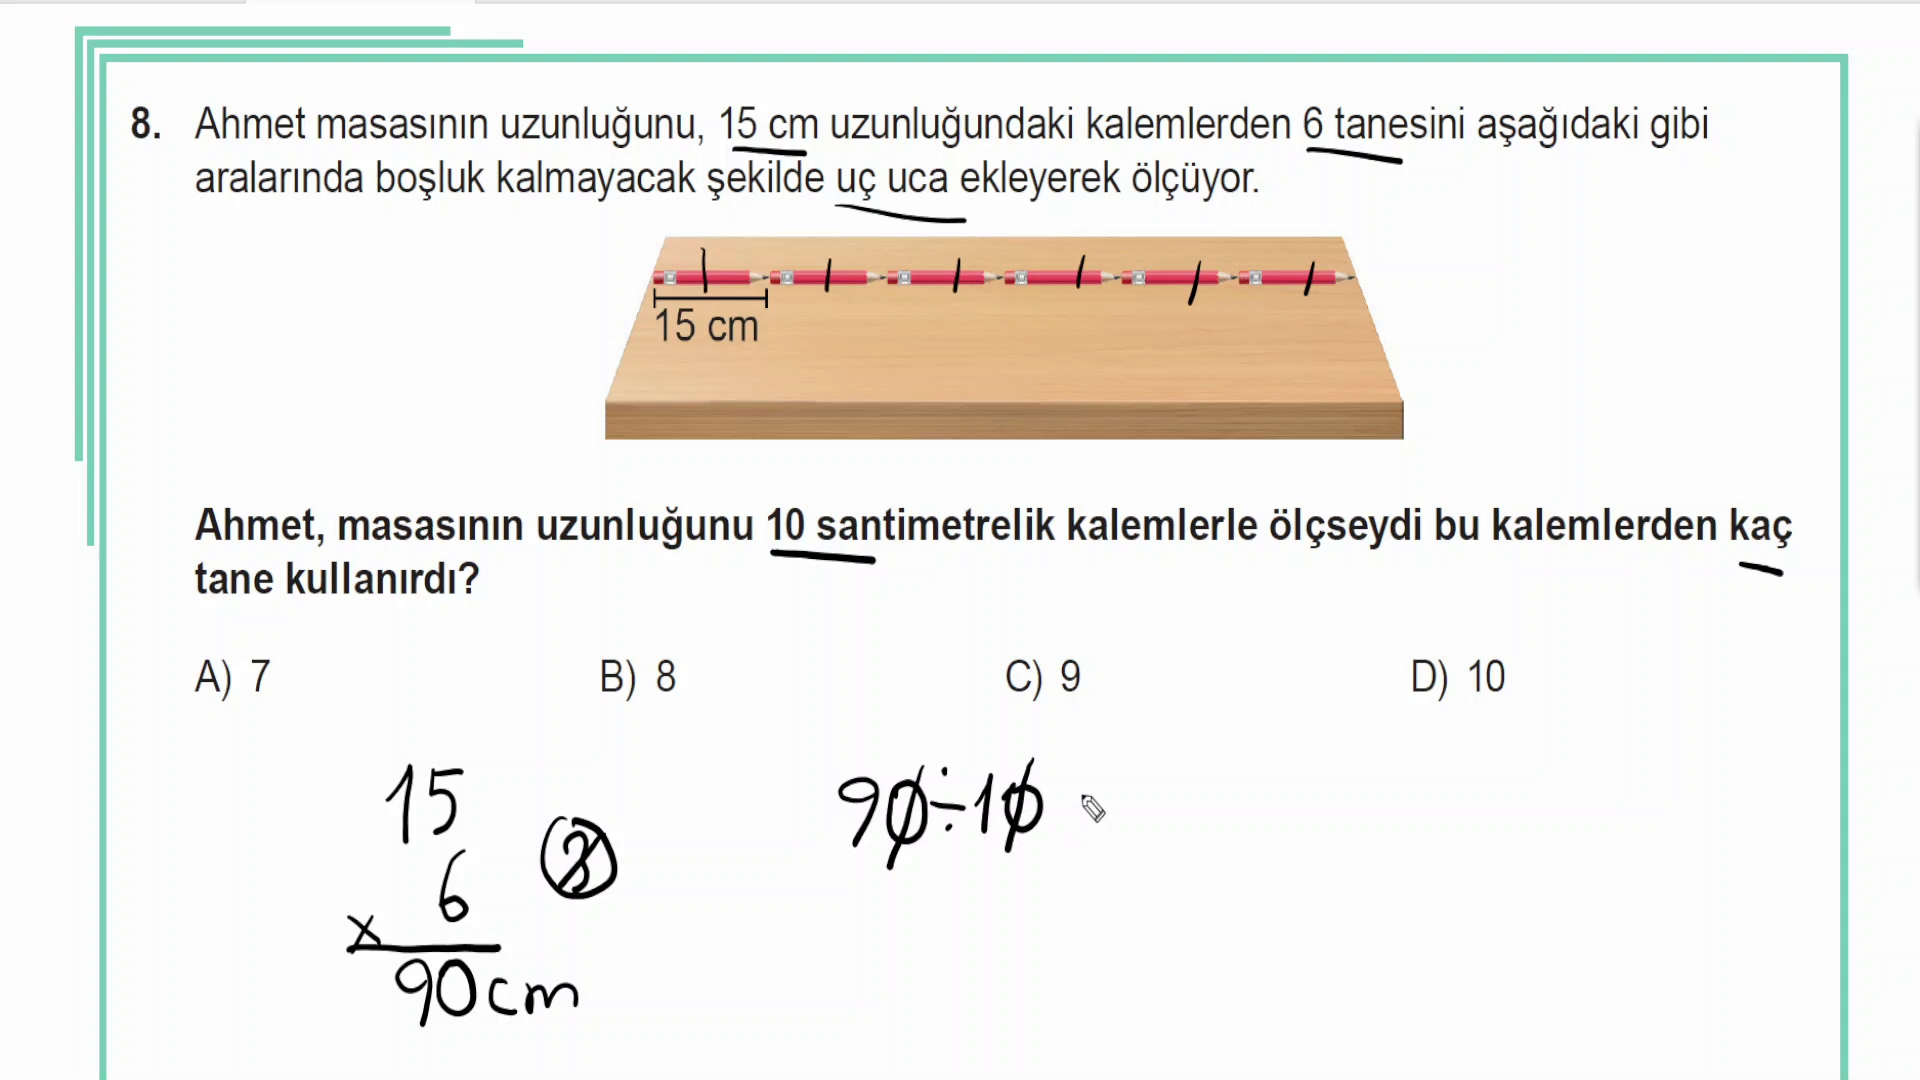 8. Ahmet masasının uzunluğunu, 15 cm uzunluğundaki kalemlerden 6 tanesini aşağıdaki gibi
aralarında boşluk kalmayacak şekilde uç uca ekleyerek ölçüyor.
15 cm
Ahmet, masasının uzunluğunu 10 santimetrelik kalemlerle ölçseydi bu kalemlerden kaç
tane kullanırdı?
A) 7 B) 8 C) 9 D) 10
15
6
x
90cm
3
90÷10